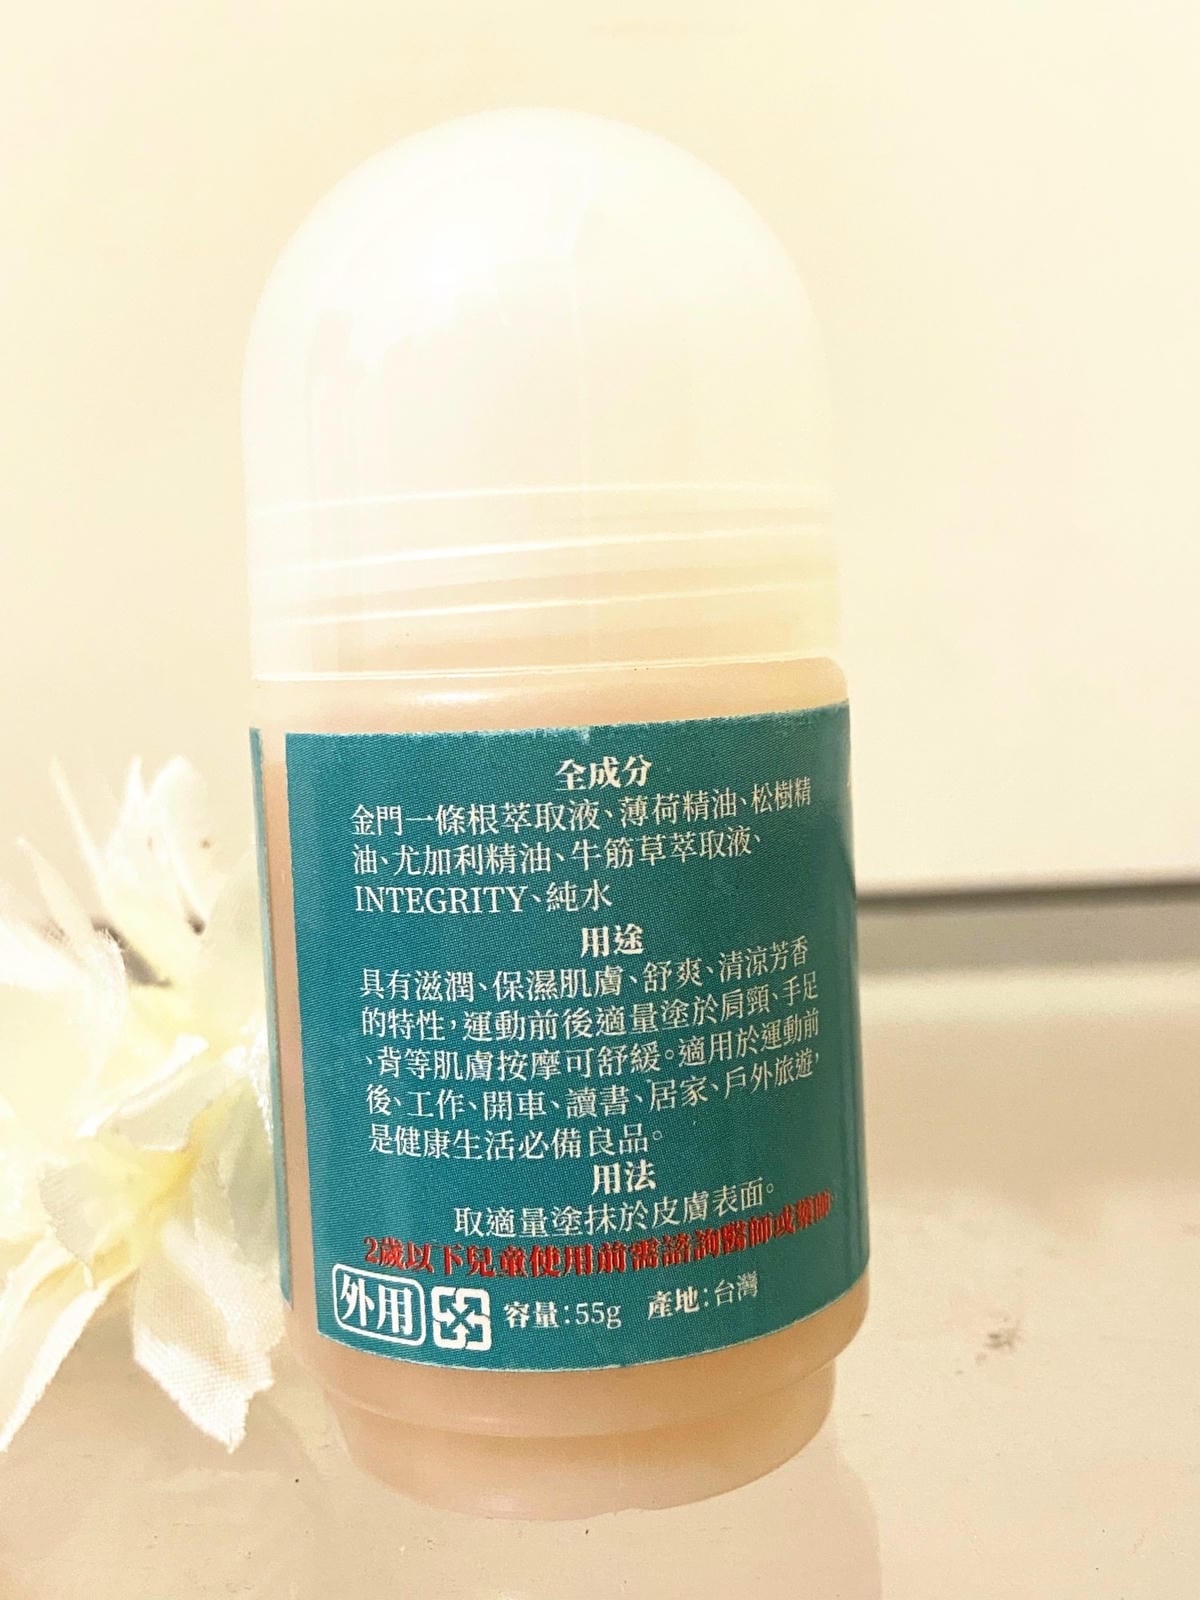 全成分
金門一條根萃取液、薄荷精油、松樹精
油、尤加利精油、牛筋草萃取液、
INTEGRITY、純水
用途
具有滋潤、保濕肌膚、舒爽、清涼芳香
的特性，運動前後適量塗於肩頸、手足
、背等肌膚按摩可舒緩。適用於運動前
後、工作、開車、讀書、居家、戶外旅遊，
是健康生活必備良品。
用法
取適量塗抹於皮膚表面。
2歲以下兒童使用前需諮詢醫師或藥師。
外用 容量：55g 產地：台灣